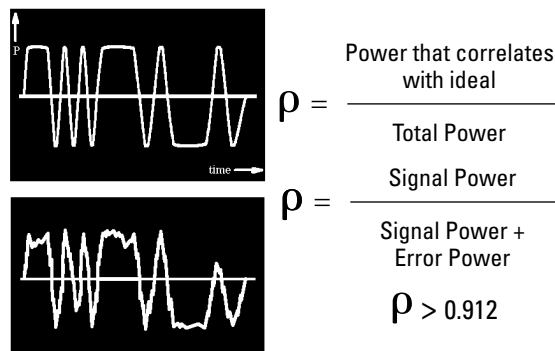 P
time
ρ =
Power that correlates
with ideal
Total Power
ρ =
Signal Power
Signal Power +
Error Power
ρ > 0.912